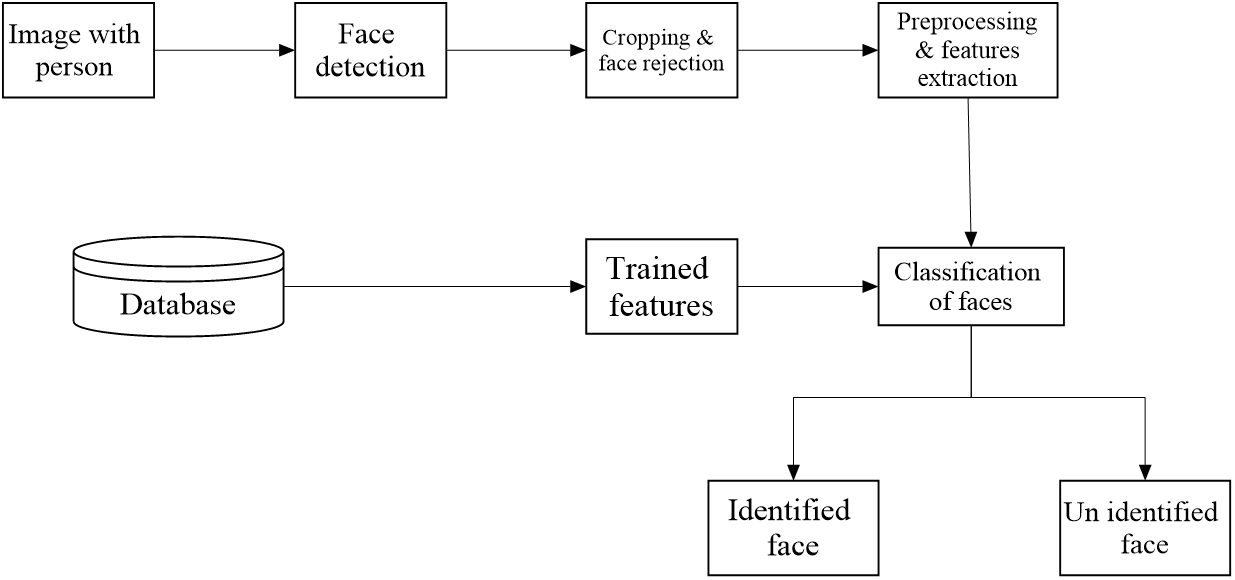 Image with
person
Face
detection
Cropping &
face rejection
Preprocessing
& features
extraction
Database
Trained
features
Classification
of faces
Identified
face
Un identified
face